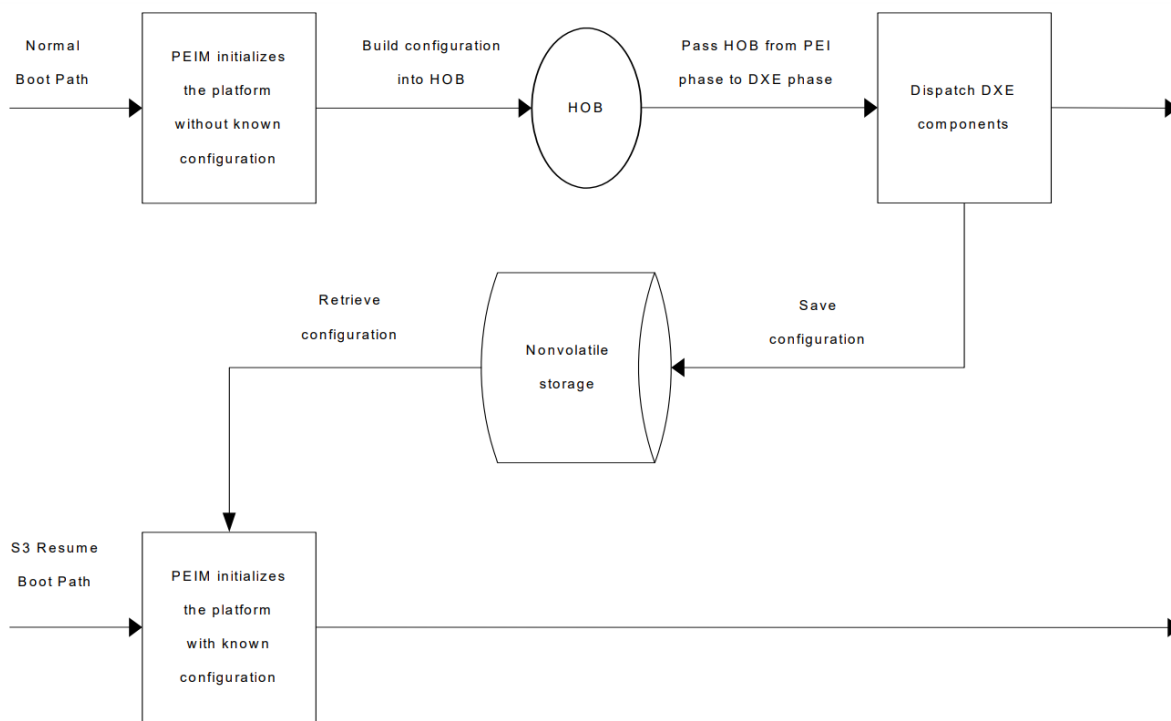 Normal
Boot Path
PEIM initializes
the platform
without known
configuration
Build configuration
into HOB
HOB
Pass HOB from PEI
phase to DXE phase
Dispatch DXE
components
Retrieve
configuration
Nonvolatile
storage
Save
configuration
S3 Resume
Boot Path
PEIM initializes
the platform
with known
configuration